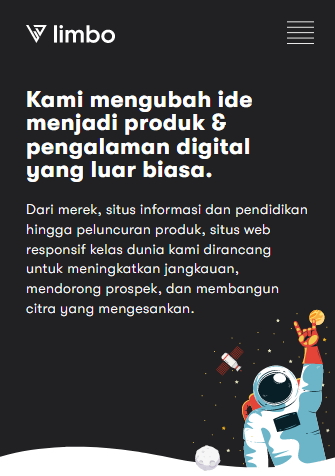 limbo
Kami mengubah ide
menjadi produk &
pengalaman digital
yang luar biasa.
Dari merek, situs informasi dan pendidikan
hingga peluncuran produk, situs web
responsif kelas dunia kami dirancang
untuk meningkatkan jangkauan,
mendorong prospek, dan membangun
citra yang mengesankan.